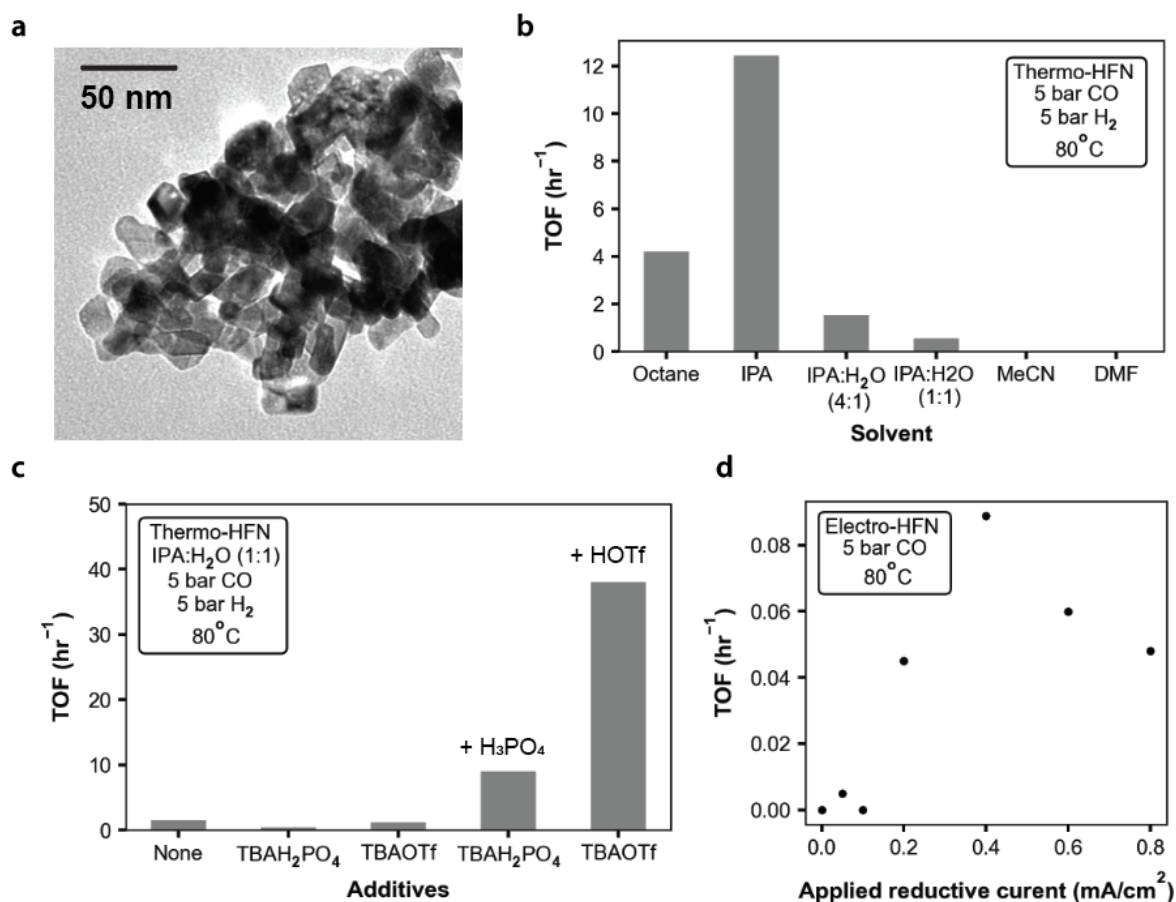 a
50 nm
b
TOF (hr⁻¹)
12
10
8
6
4
2
0
Thermo-HFN
5 bar CO
5 bar H₂
80°C
Octane
IPA
IPA:H₂O
(4:1)
IPA:H2O
(1:1)
MeCN
DMF
Solvent
c
TOF (hr⁻¹)
50
40
30
20
10
0
Thermo-HFN
IPA:H₂O (1:1)
5 bar CO
5 bar H₂
80°C
+ H₃PO₄
+ HOTf
None
TBAH₂PO₄
TBAOTf
TBAH₂PO₄
TBAOTf
Additives
d
TOF (hr⁻¹)
0.08
0.06
0.04
0.02
0.00
Electro-HFN
5 bar CO
80°C
0.0
0.2
0.4
0.6
0.8
Applied reductive curent (mA/cm²)